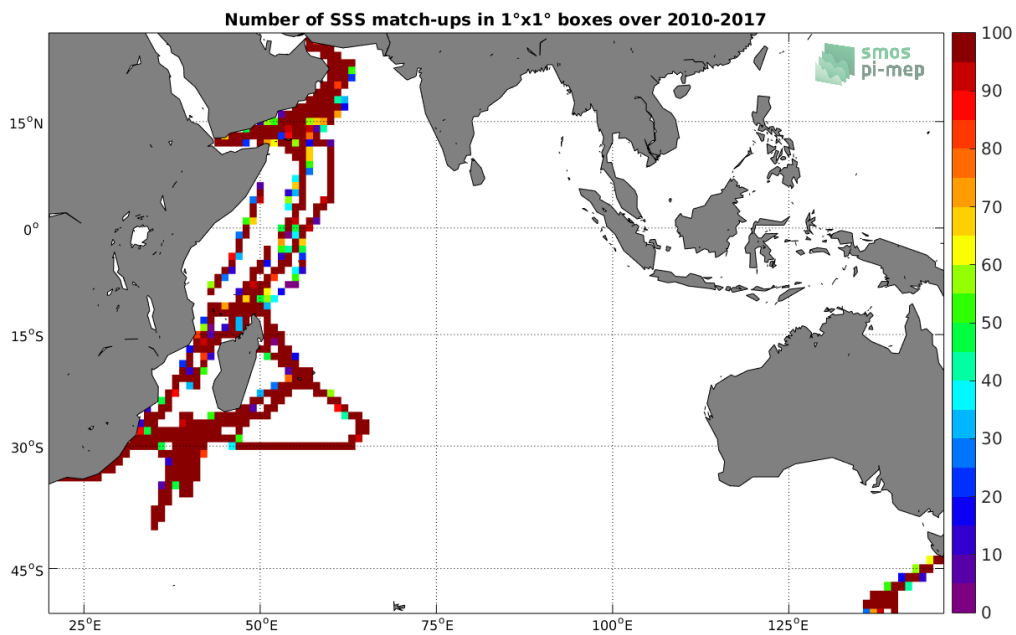 Number of SSS match-ups in 1°x1° boxes over 2010-2017
smos
pi-mep
100
90
80
70
60
50
40
30
20
10
0
15°N
0°
15°S
30°S
45°S
25°E
50°E
75°E
100°E
125°E